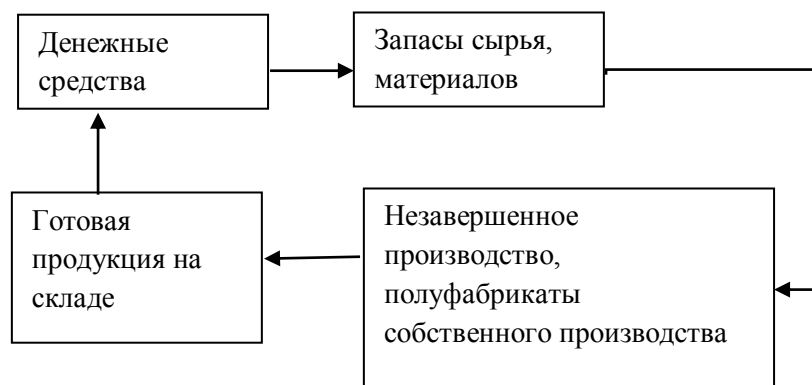 Денежные
средства
Запасы сырья,
материалов
Готовая
продукция на
складе
Незавершенное
производство,
полуфабрикаты
собственного производства